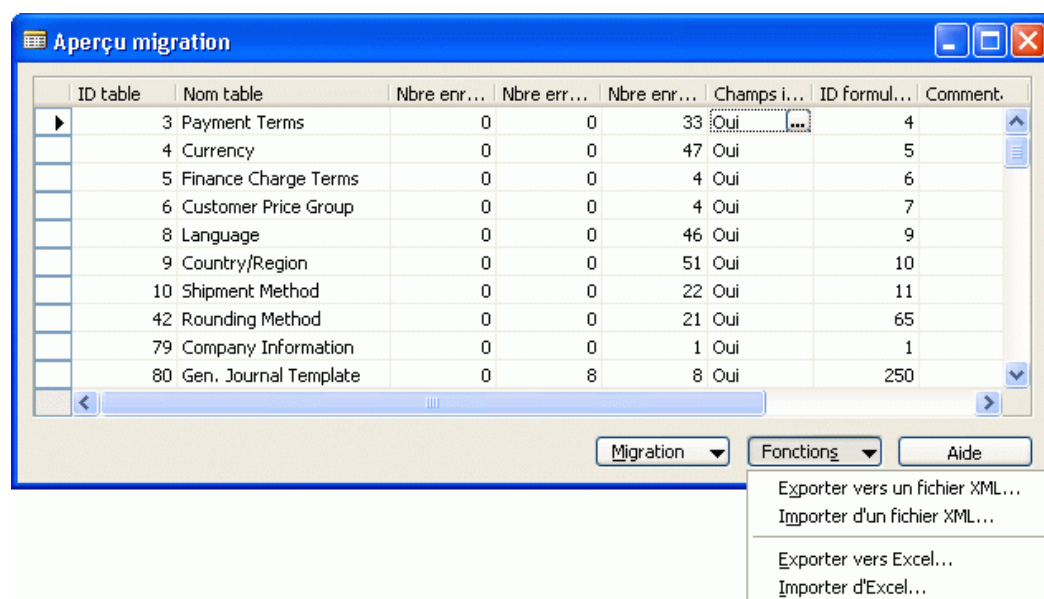 Aperçu migration
ID table Nom table Nbre enr... Nbre err... Nbre enr... Champs i... ID formul... Comment.
3 Payment Terms 0 0 33 Oui ... 4
4 Currency 0 0 47 Oui 5
5 Finance Charge Terms 0 0 4 Oui 6
6 Customer Price Group 0 0 4 Oui 7
8 Language 0 0 46 Oui 9
9 Country/Region 0 0 51 Oui 10
10 Shipment Method 0 0 22 Oui 11
42 Rounding Method 0 0 21 Oui 65
79 Company Information 0 0 1 Oui 1
80 Gen. Journal Template 0 8 8 Oui 250
Migration Fonctions Aide
Exporter vers un fichier XML...
Importer d'un fichier XML...
Exporter vers Excel...
Importer d'Excel...